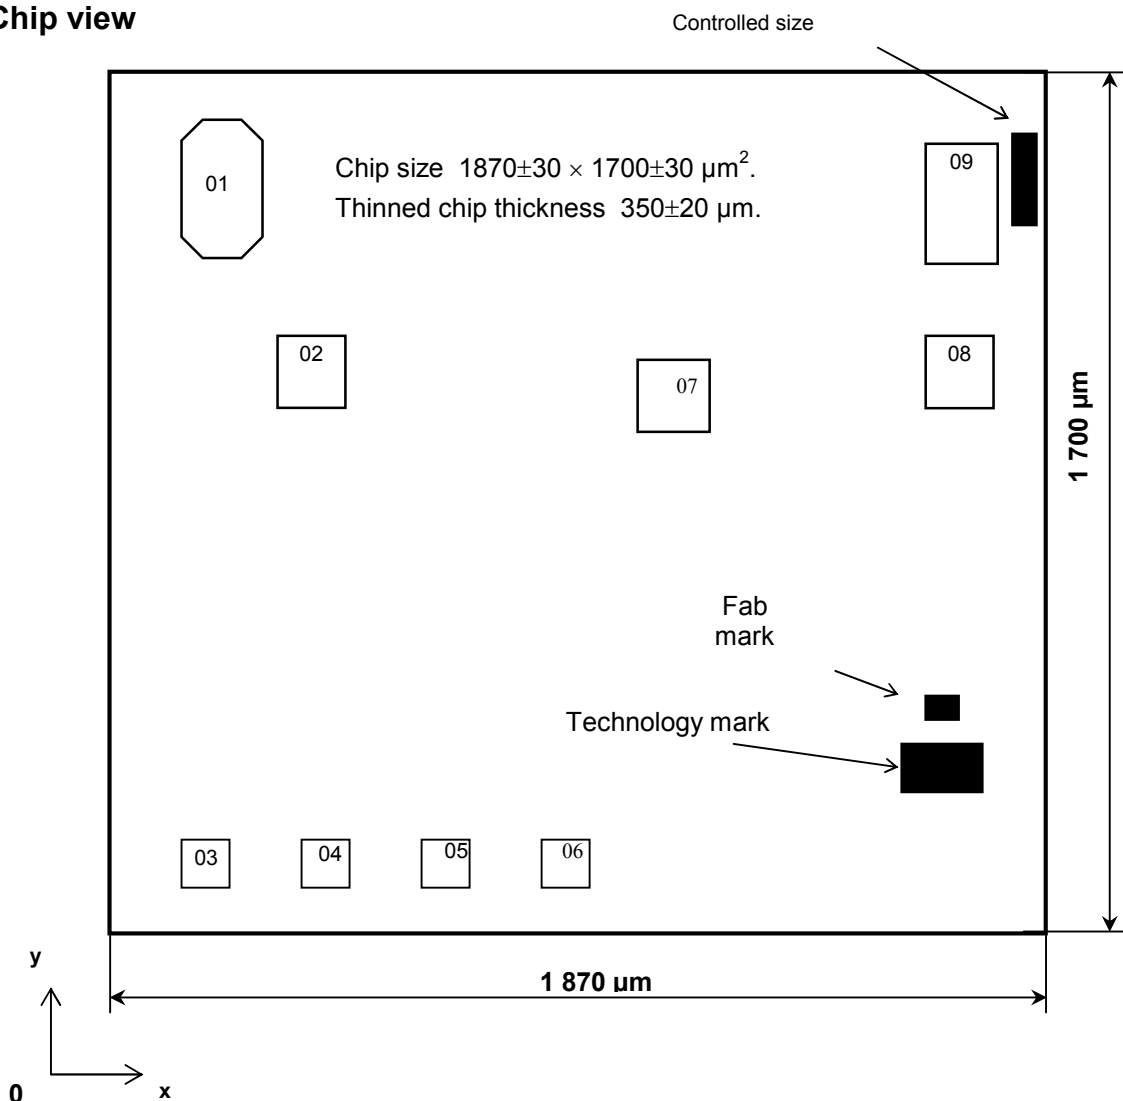 Chip view
Controlled size
01
Chip size 1870±30 × 1700±30 µm².
Thinned chip thickness 350±20 µm.
09
02
07
08
1 700 µm
Fab
mark
Technology mark
03
04
05
06
y
1 870 µm
0
x